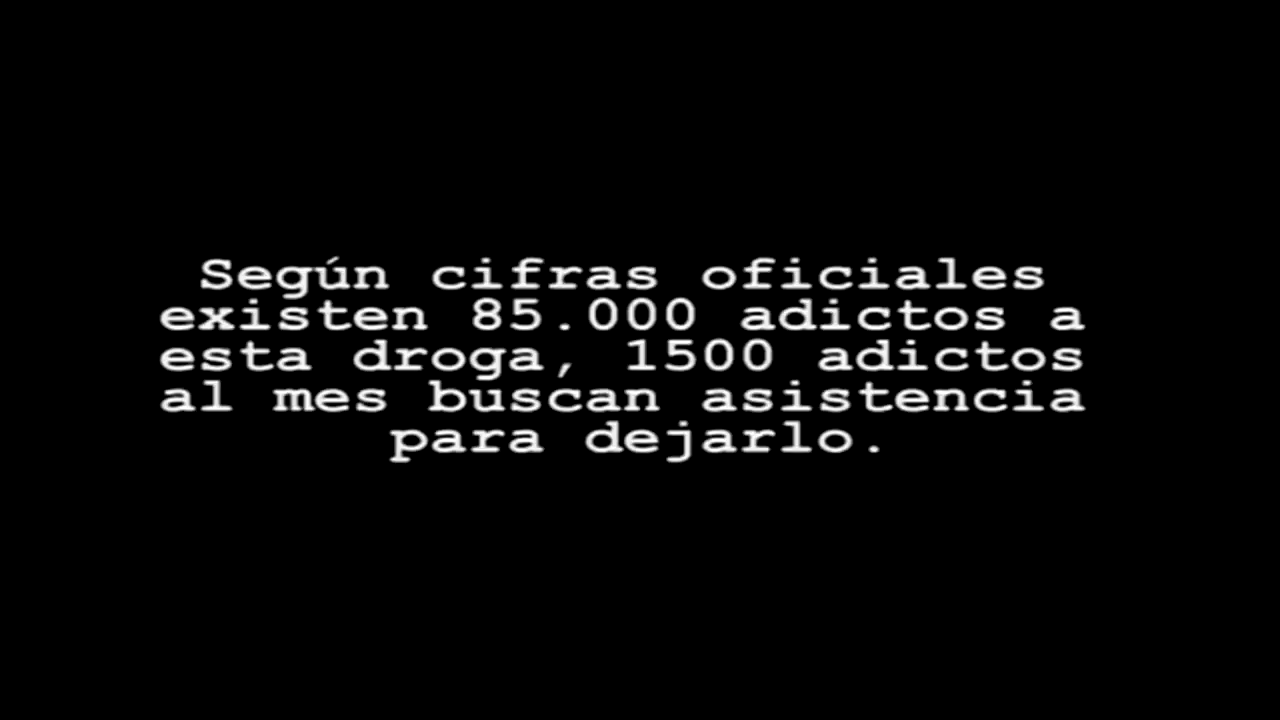 Según cifras oficiales
existen 85.000 adictos a
esta droga, 1500 adictos
al mes buscan asistencia
para dejarlo.